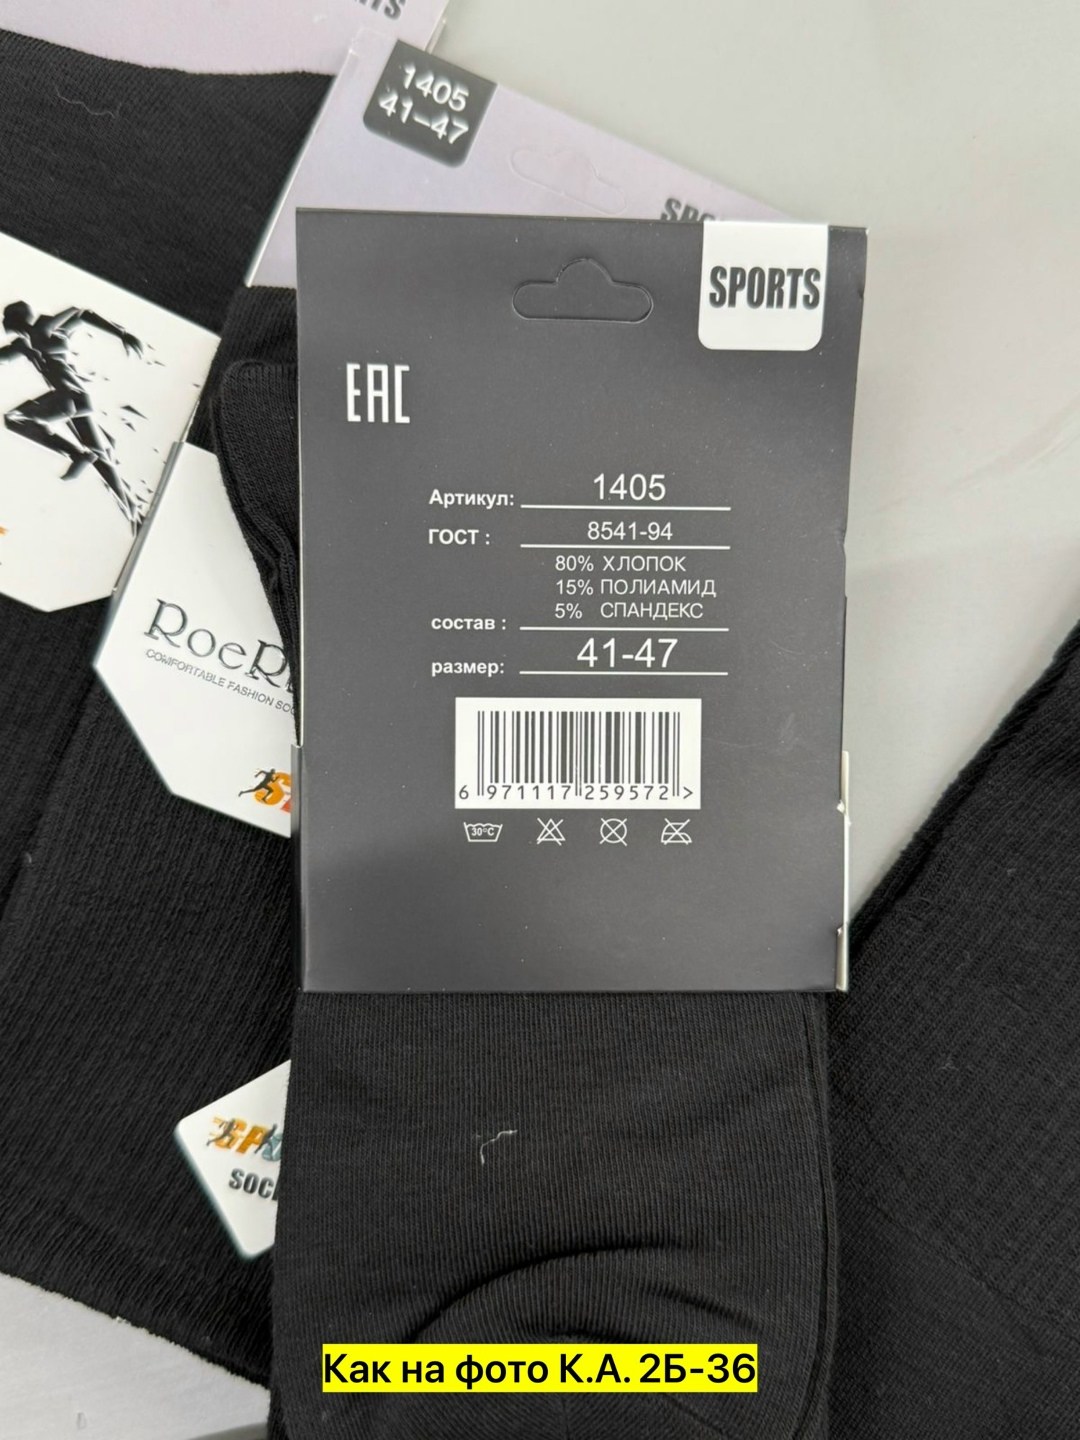 1405
41-47
SPORTS
EAC
Артикул: 1405
ГОСТ : 8541-94
80% ХЛОПОК
15% ПОЛИАМИД
5% СПАНДЕКС
состав :
размер: 41-47
6 971117 259572 >
30°C
COMFORTABLE FASHION
Как на фото К.А. 2Б-36